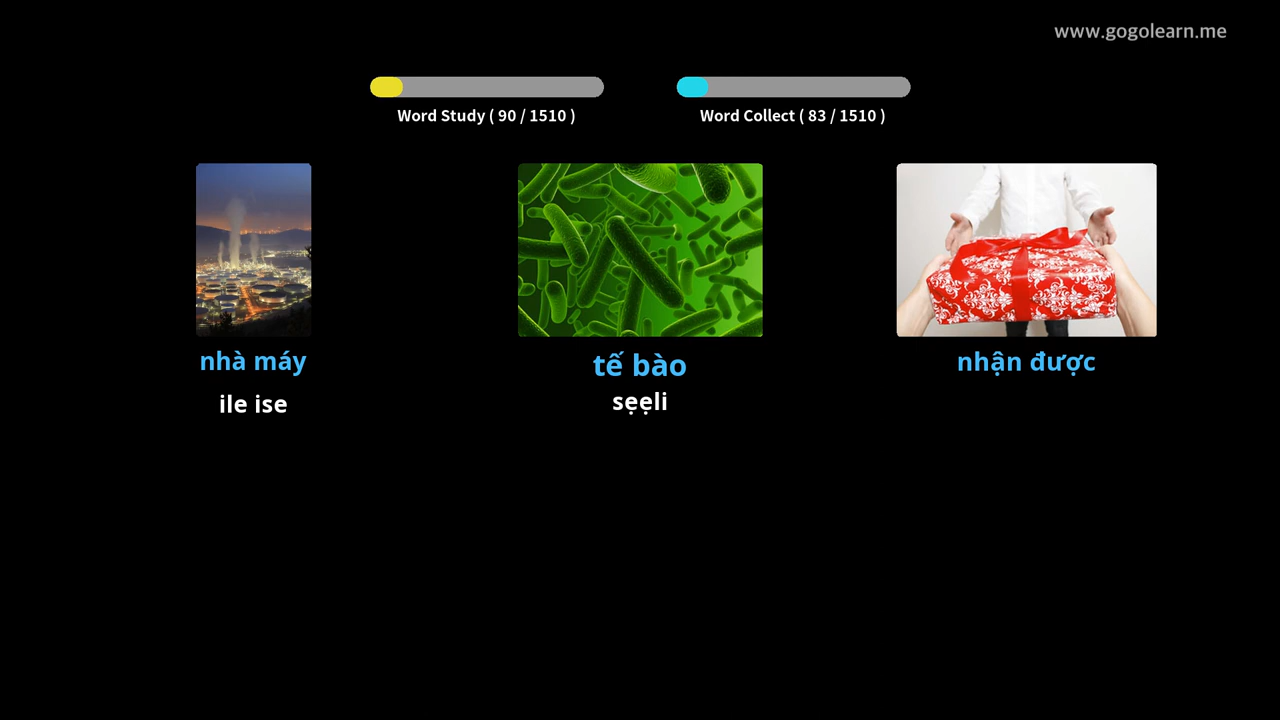 www.gogolearn.me
Word Study ( 90 / 1510 )
Word Collect ( 83 / 1510 )
nhà máy
ile ise
tế bào
sẹẹli
nhận được